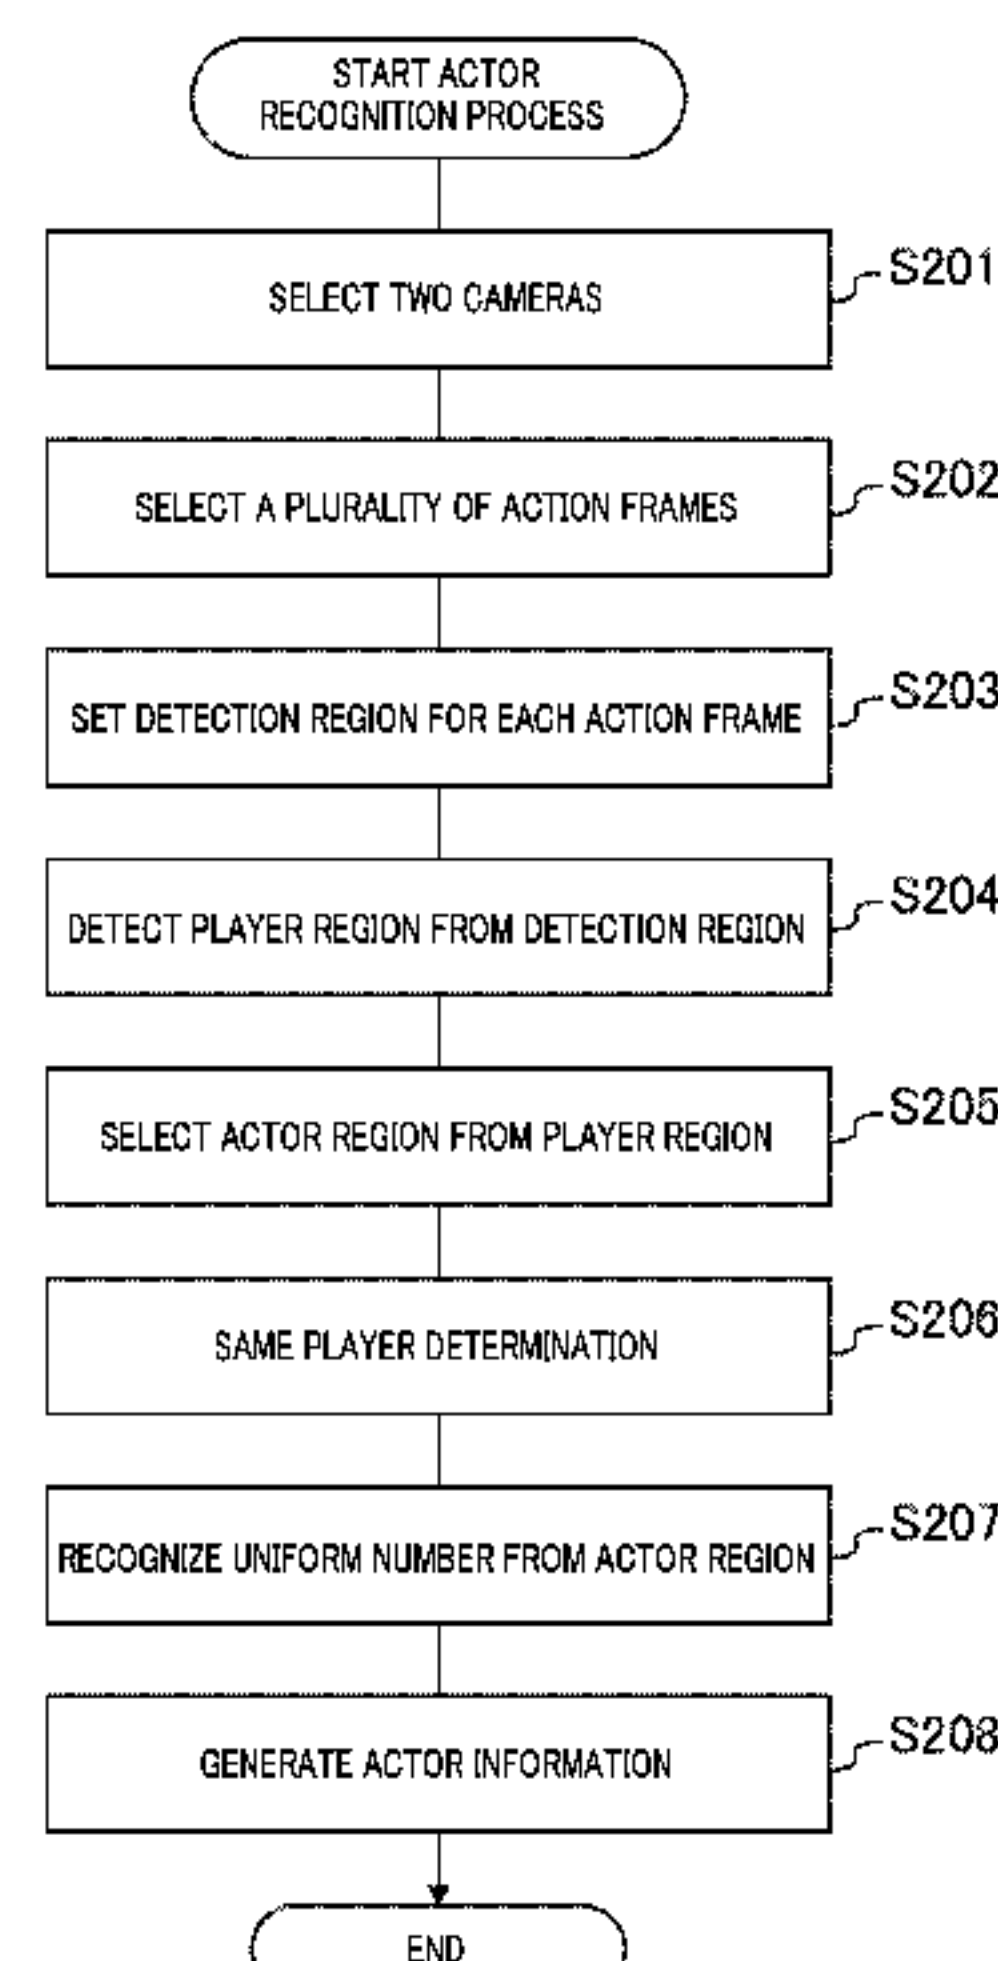 START ACTOR
RECOGNITION PROCESS
SELECT TWO CAMERAS
S201
SELECT A PLURALITY OF ACTION FRAMES
S202
SET DETECTION REGION FOR EACH ACTION FRAME
S203
DETECT PLAYER REGION FROM DETECTION REGION
S204
SELECT ACTOR REGION FROM PLAYER REGION
S205
SAME PLAYER DETERMINATION
S206
RECOGNIZE UNIFORM NUMBER FROM ACTOR REGION
S207
GENERATE ACTOR INFORMATION
S208
END